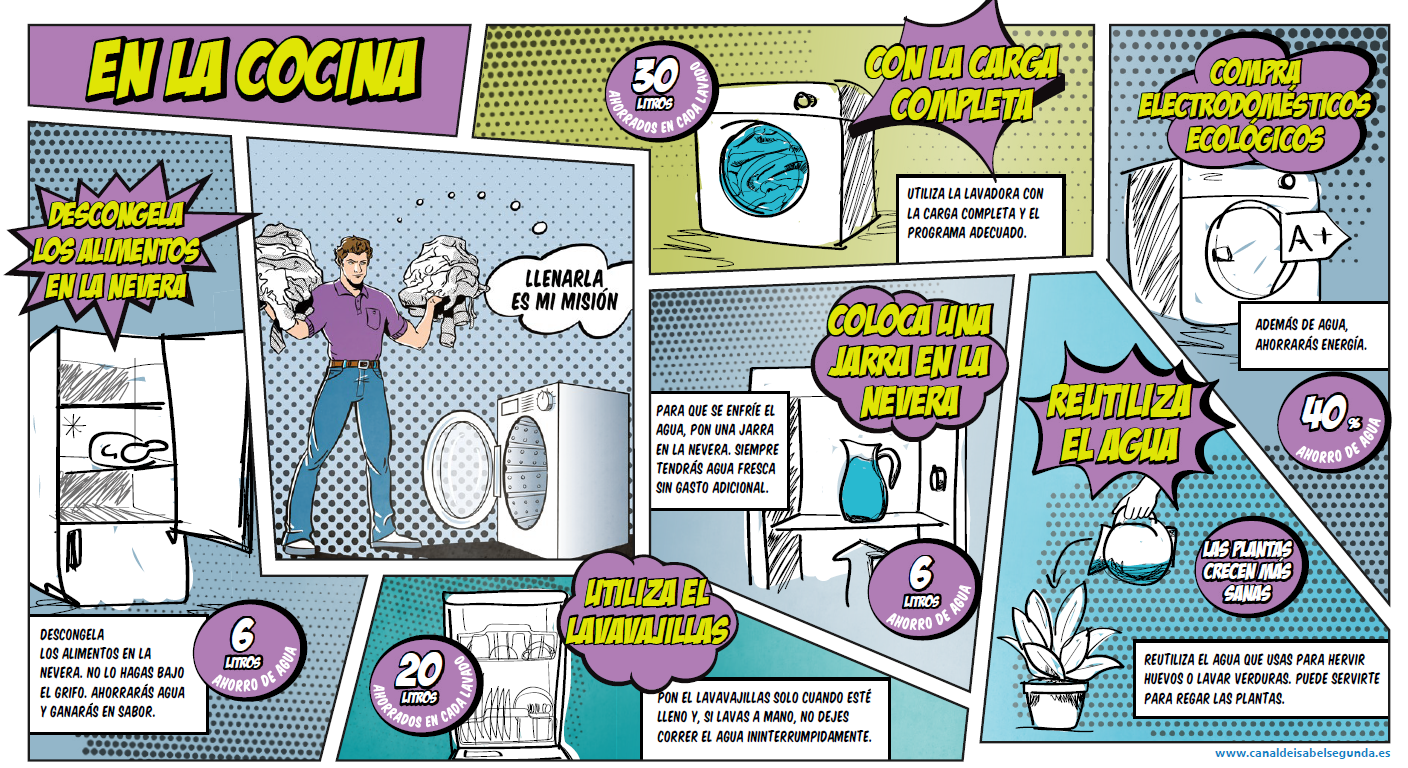 EN LA COCINA
DESCONGELA
LOS ALIMENTOS
EN LA NEVERA
DESCONGELA
LOS ALIMENTOS EN LA
NEVERA. NO LO HAGAS BAJO
EL GRIFO. AHORRARÁS AGUA
Y GANARÁS EN SABOR.
6
LITROS
AHORRO DE AGUA
LLENARLA
ES MI MISIÓN
30
LITROS
AHORRADOS EN CADA LAVADO
CON LA CARGA
COMPLETA
UTILIZA LA LAVADORA CON
LA CARGA COMPLETA Y EL
PROGRAMA ADECUADO.
COMPRA
ELECTRODOMÉSTICOS
ECOLÓGICOS
A+
ADEMÁS DE AGUA,
AHORRARÁS ENERGÍA.
40 %
AHORRO DE AGUA
COLOCA UNA
JARRA EN LA
NEVERA
PARA QUE SE ENFRÍE EL
AGUA, PON UNA JARRA
EN LA NEVERA. SIEMPRE
TENDRÁS AGUA FRESCA
SIN GASTO ADICIONAL.
6
LITROS
AHORRO DE AGUA
UTILIZA EL
LAVAVAJILLAS
20
LITROS
AHORRADOS EN CADA LAVADO
PON EL LAVAVAJILLAS SOLO CUANDO ESTÉ
LLENO Y, SI LAVAS A MANO, NO DEJES
CORRER EL AGUA ININTERRUMPIDAMENTE.
REUTILIZA
EL AGUA
LAS PLANTAS
CRECEN MÁS
SANAS
REUTILIZA EL AGUA QUE USAS PARA HERVIR
HUEVOS O LAVAR VERDURAS. PUEDE SERVIRTE
PARA REGAR LAS PLANTAS.
www.canaldeisabelsegunda.es